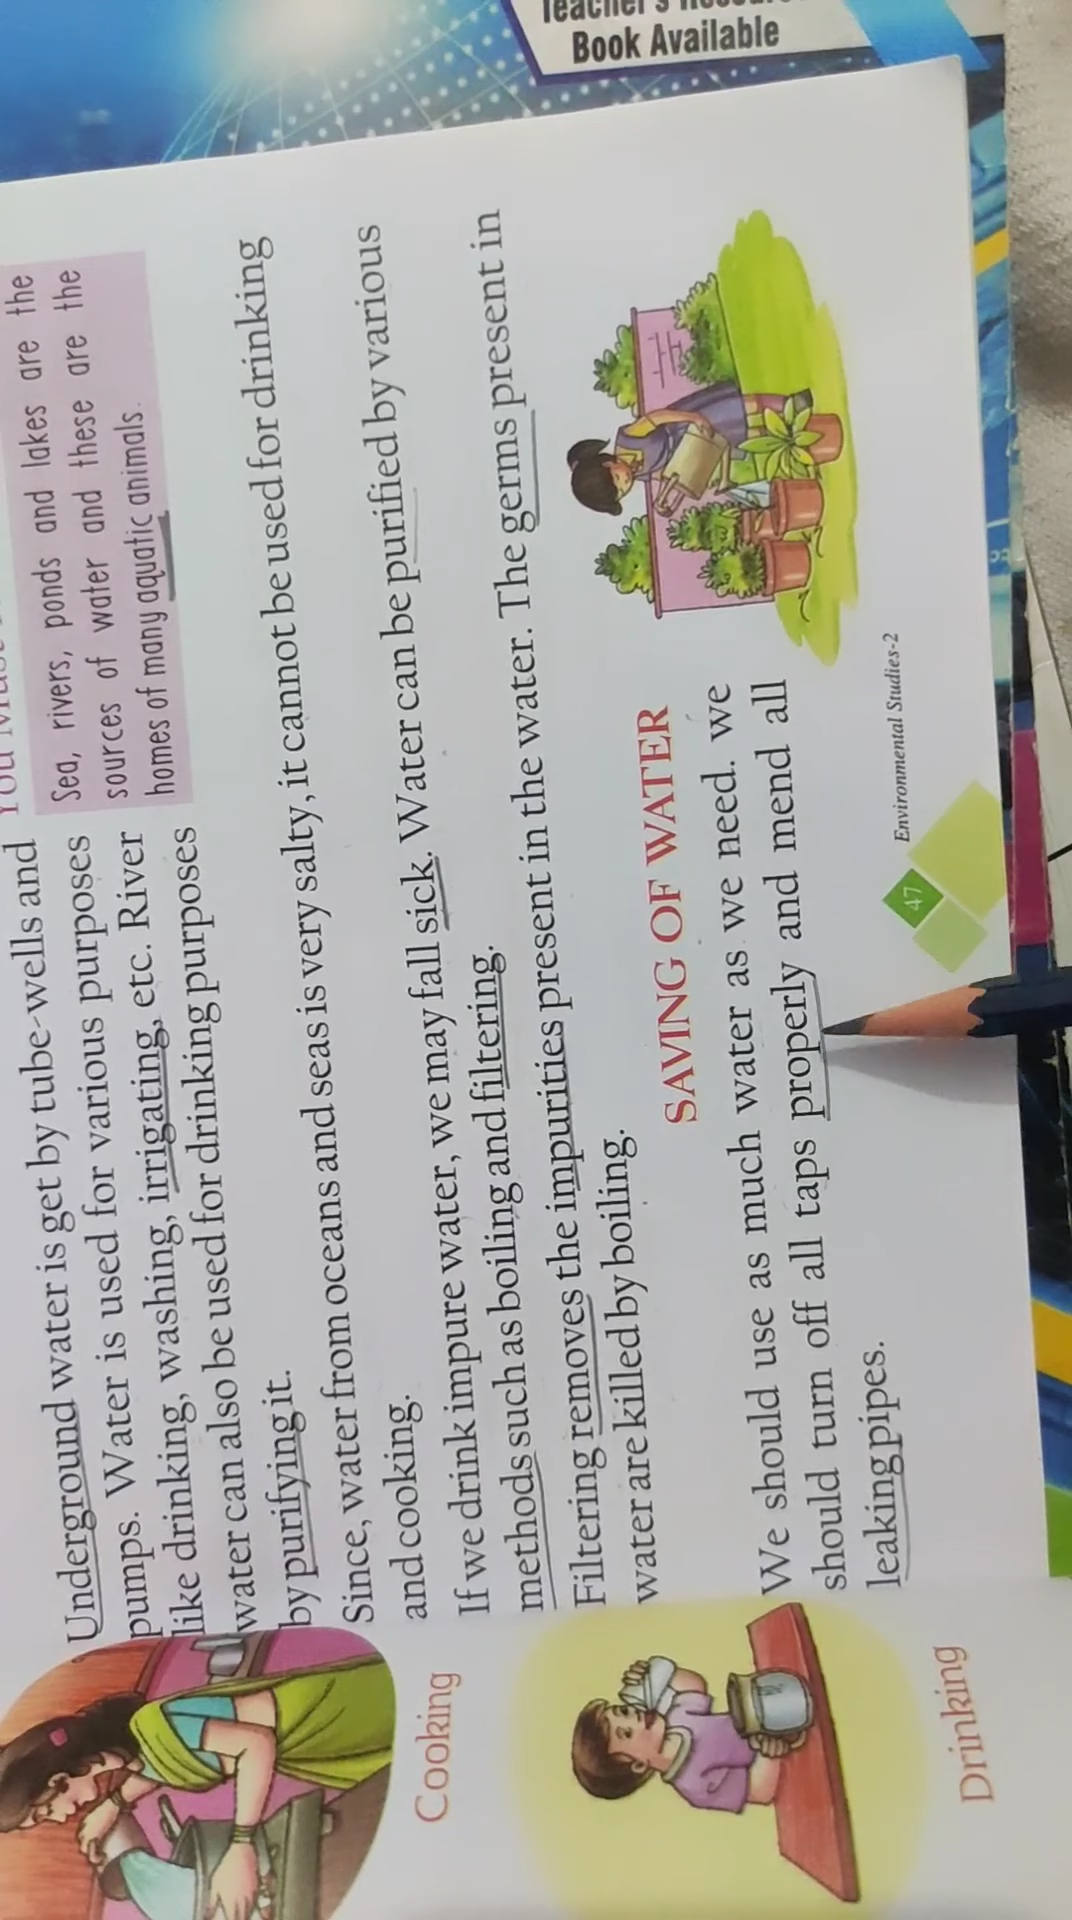 Book Available
Sea, rivers, ponds and lakes are the
sources of water and these are the
homes of many aquatic animals.
Underground water is get by tube-wells and
pumps. Water is used for various purposes
like drinking, washing, irrigating, etc. River
water can also be used for drinking purposes
by purifying it.
Since, water from oceans and seas is very salty, it cannot be used for drinking
and cooking.
If we drink impure water, we may fall sick. Water can be purified by various
methods such as boiling and filtering.
Filtering removes the impurities present in the water. The germs present in
water are killed by boiling.
SAVING OF WATER
We should use as much water as we need. we
should turn off all taps properly and mend all
leaking pipes.
47
Environmental Studies-2
Cooking
Drinking